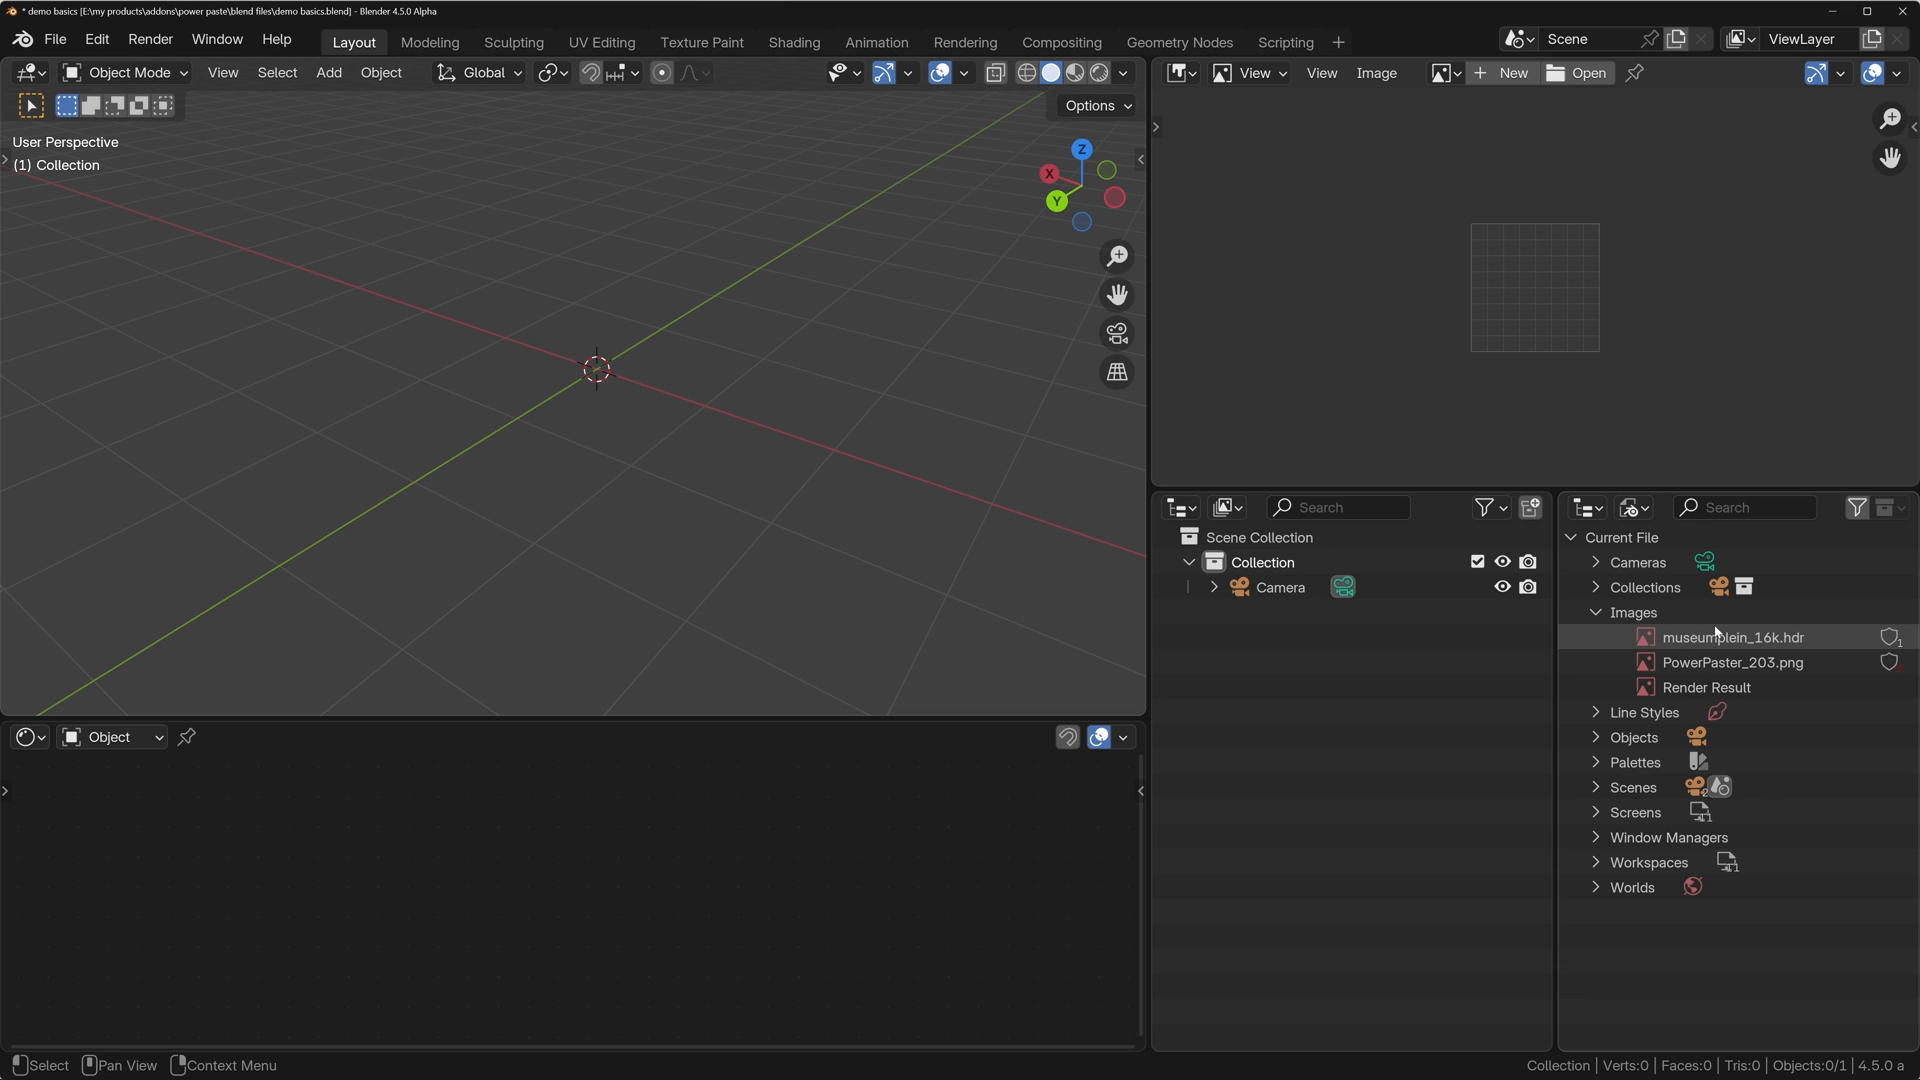 * demo basics [E:\my products\addons\power paste\blend files\demo basics.blend] - Blender 4.5.0 Alpha
File Edit Render Window Help Layout Modeling Sculpting UV Editing Texture Paint Shading Animation Rendering Compositing Geometry Nodes Scripting + Scene ViewLayer
Object Mode View Select Add Object Global
Options
User Perspective
(1) Collection
Z
X
Y
View View Image New Open
Search
Scene Collection
Collection
Camera
Search
Current File
Cameras
Collections
Images
museumplein_16k.hdr 1
PowerPaster_203.png
Render Result
Line Styles
Objects
Palettes
Scenes 2
Screens 11
Window Managers
Workspaces 11
Worlds
Object
Select Pan View Context Menu
Collection | Verts:0 | Faces:0 | Tris:0 | Objects:0/1 | 4.5.0 a